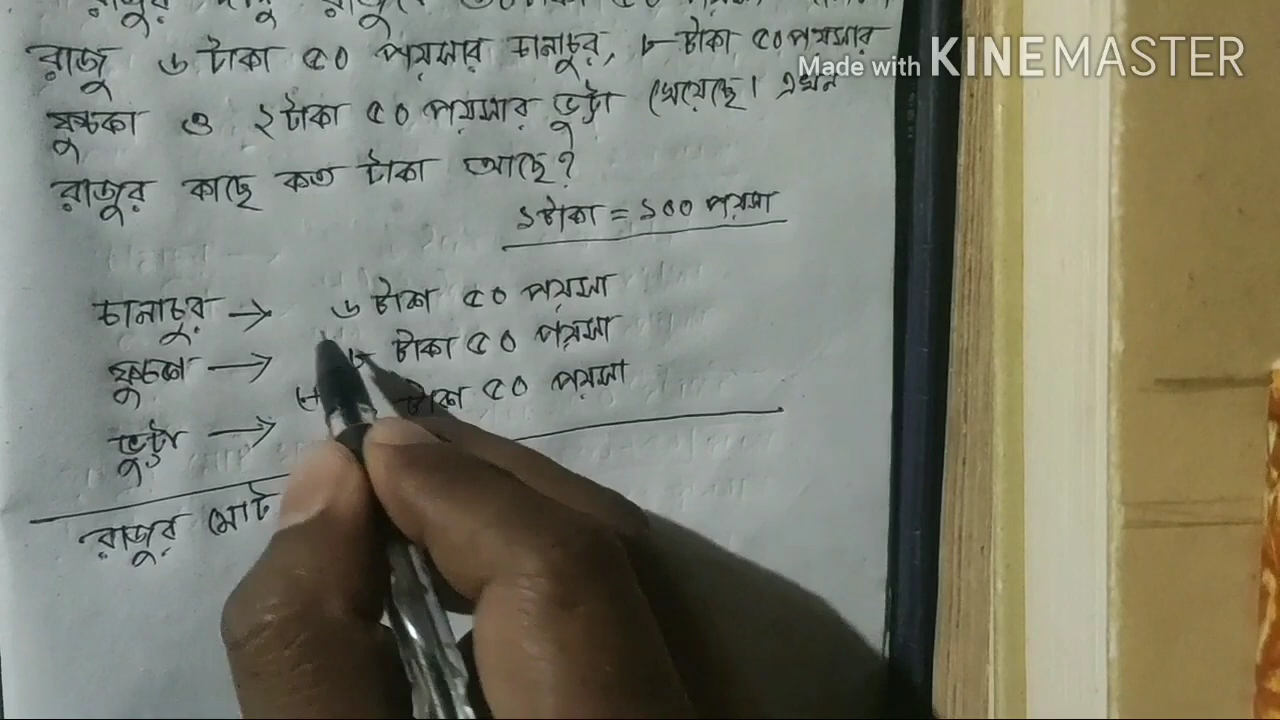 রাজু ৬ টাকা ৫০ পয়সার চানাচুর, ৮ টাকা ৫০ পয়সার
Made with KINEMASTER
ফুচকা ও ২ টাকা ৫০ পয়সার ভুট্টা খেয়েছে। এখন
রাজুর কাছে কত টাকা আছে?
১ টাকা = ১০০ পয়সা
চানাচুর → ৬ টাকা ৫০ পয়সা
ফুচকা → ৮ টাকা ৫০ পয়সা
ভুট্টা → টাকা ৫০ পয়সা
রাজুর মোট